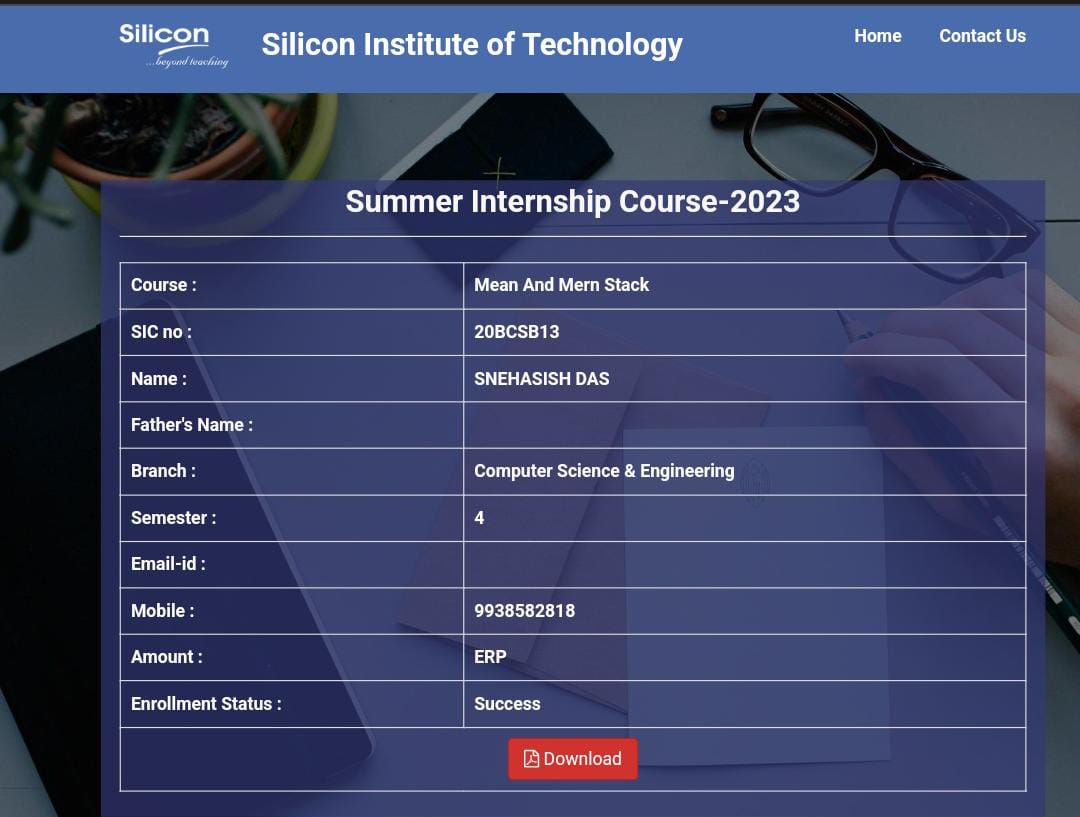 Silicon
...beyond teaching
Silicon Institute of Technology
Home
Contact Us
Summer Internship Course-2023
Course : Mean And Mern Stack
SIC no : 20BCSB13
Name : SNEHASISH DAS
Father's Name :
Branch : Computer Science & Engineering
Semester : 4
Email-id :
Mobile : 9938582818
Amount : ERP
Enrollment Status : Success
Download